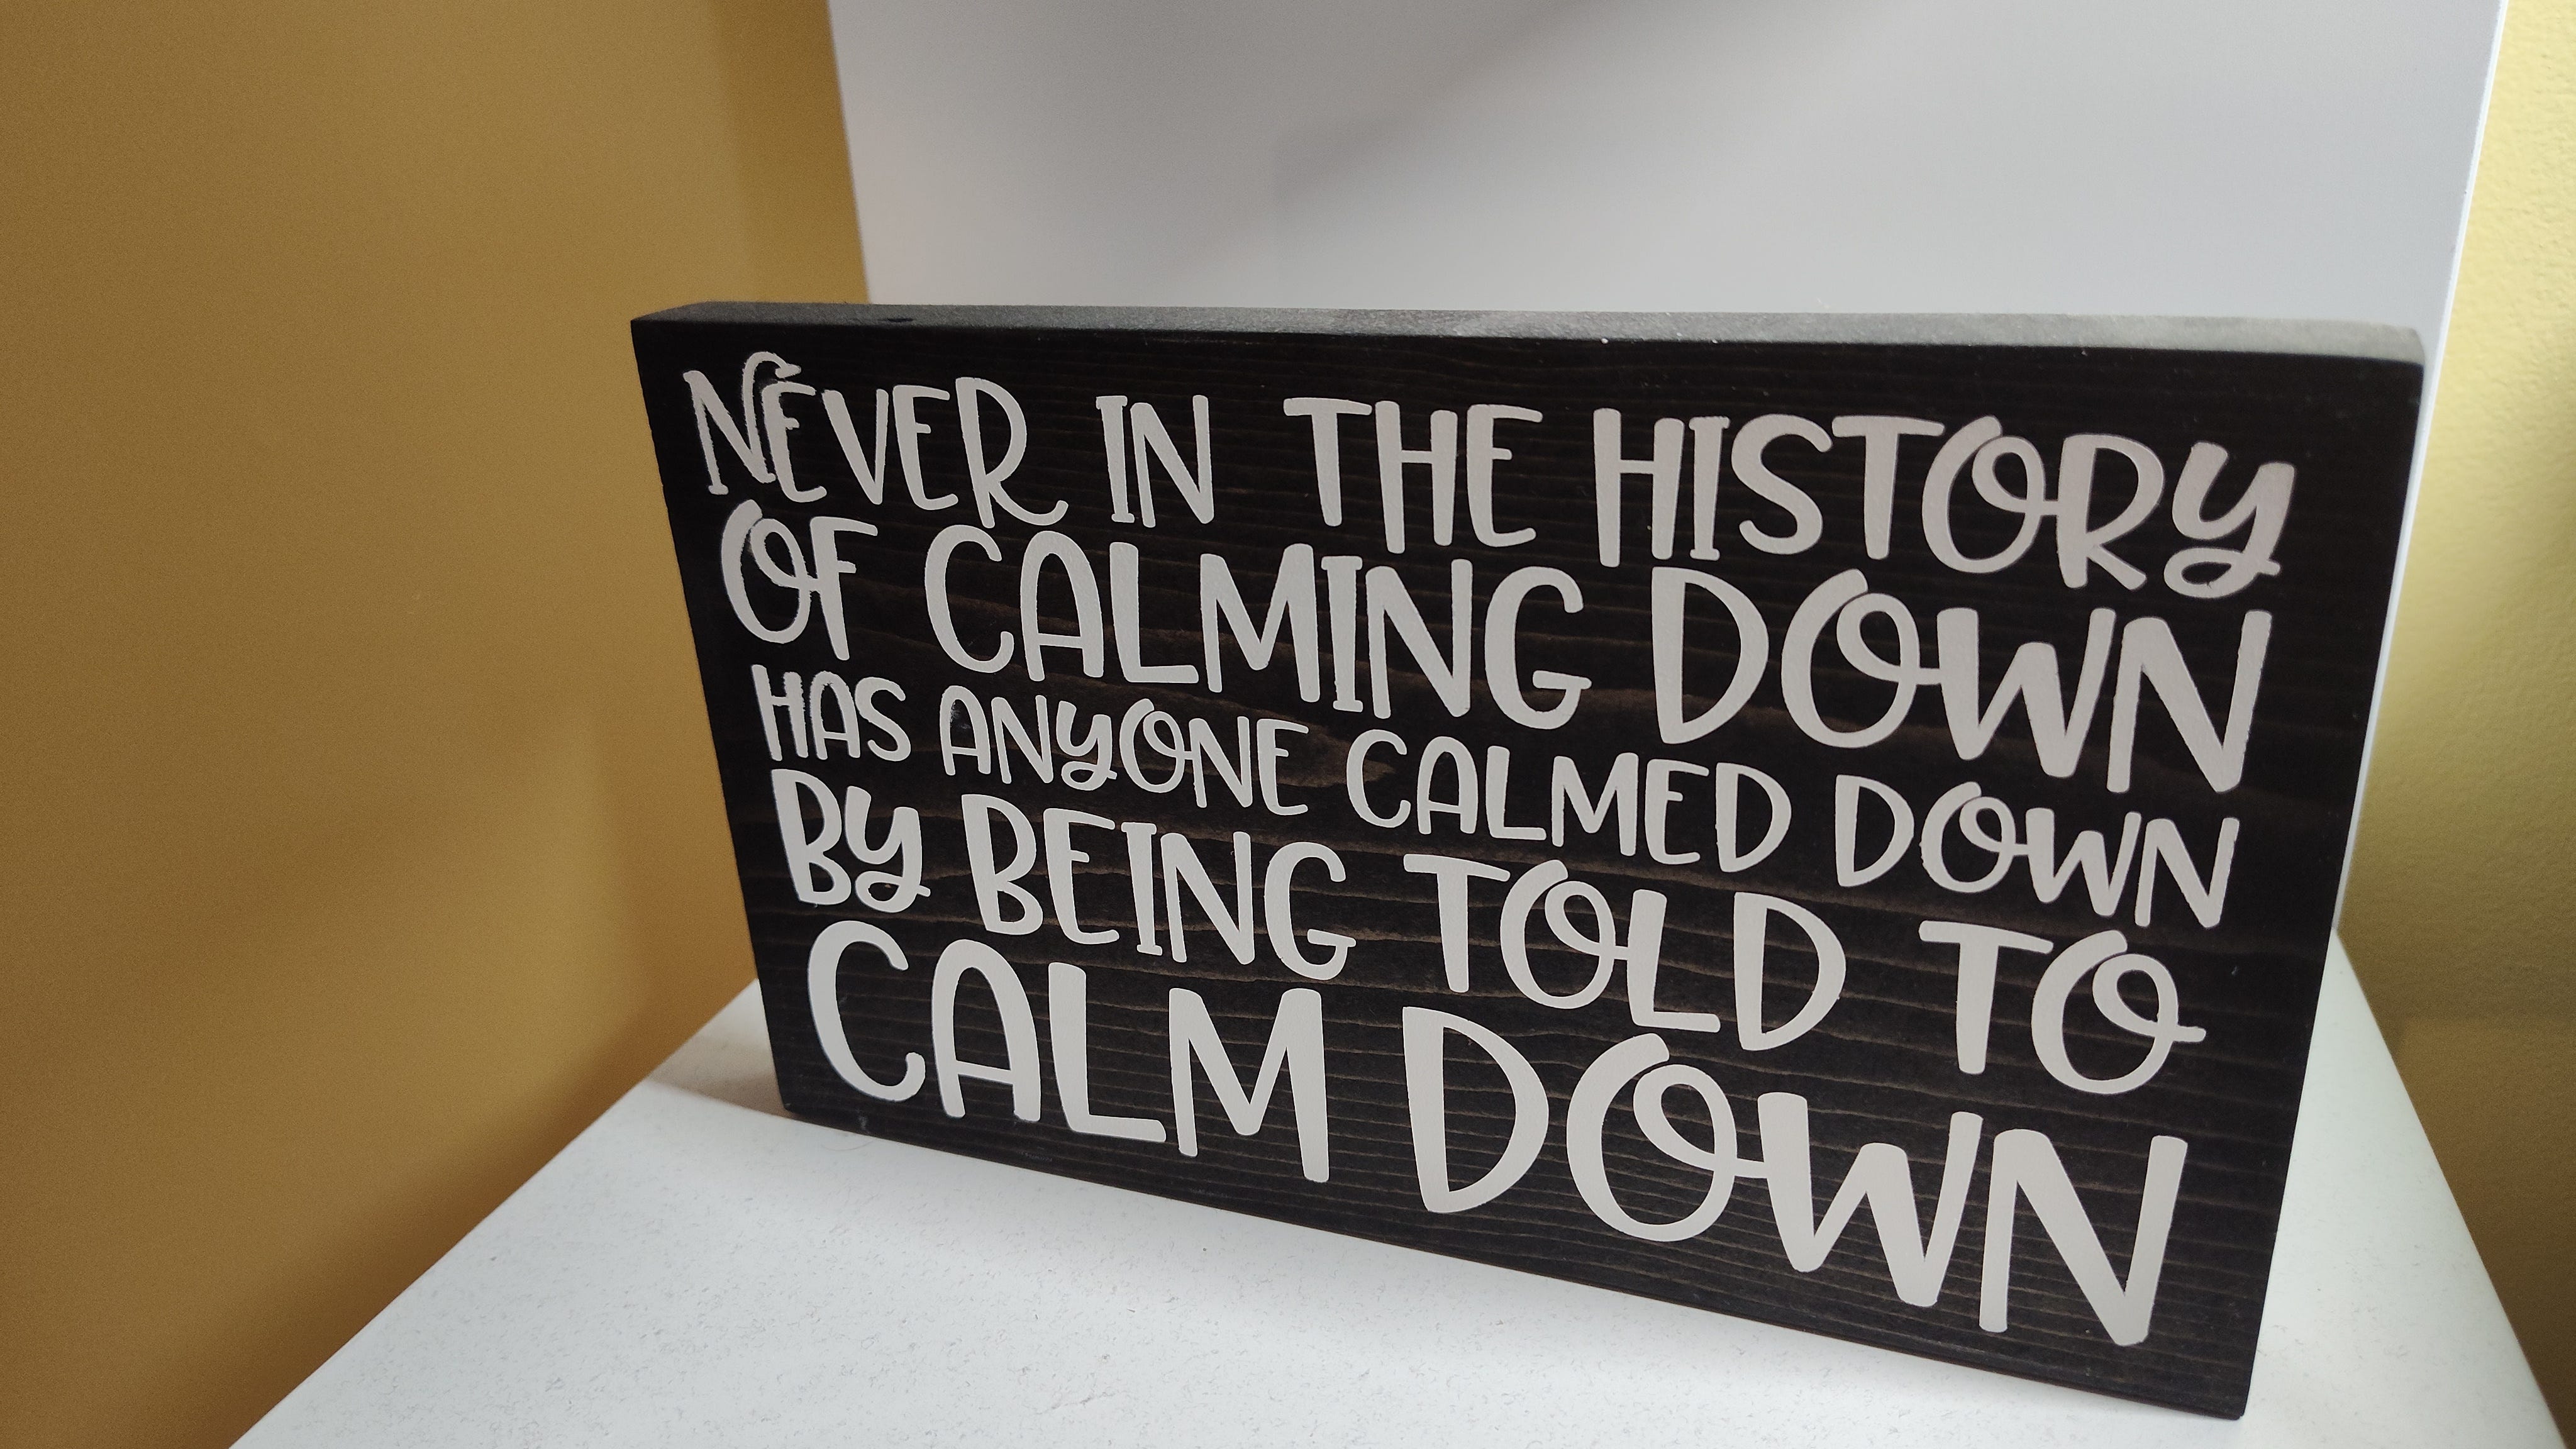 NEVER IN THE HISTORY
OF CALMING DOWN
HAS ANYONE CALMED DOWN
BY BEING TOLD TO
CALM DOWN